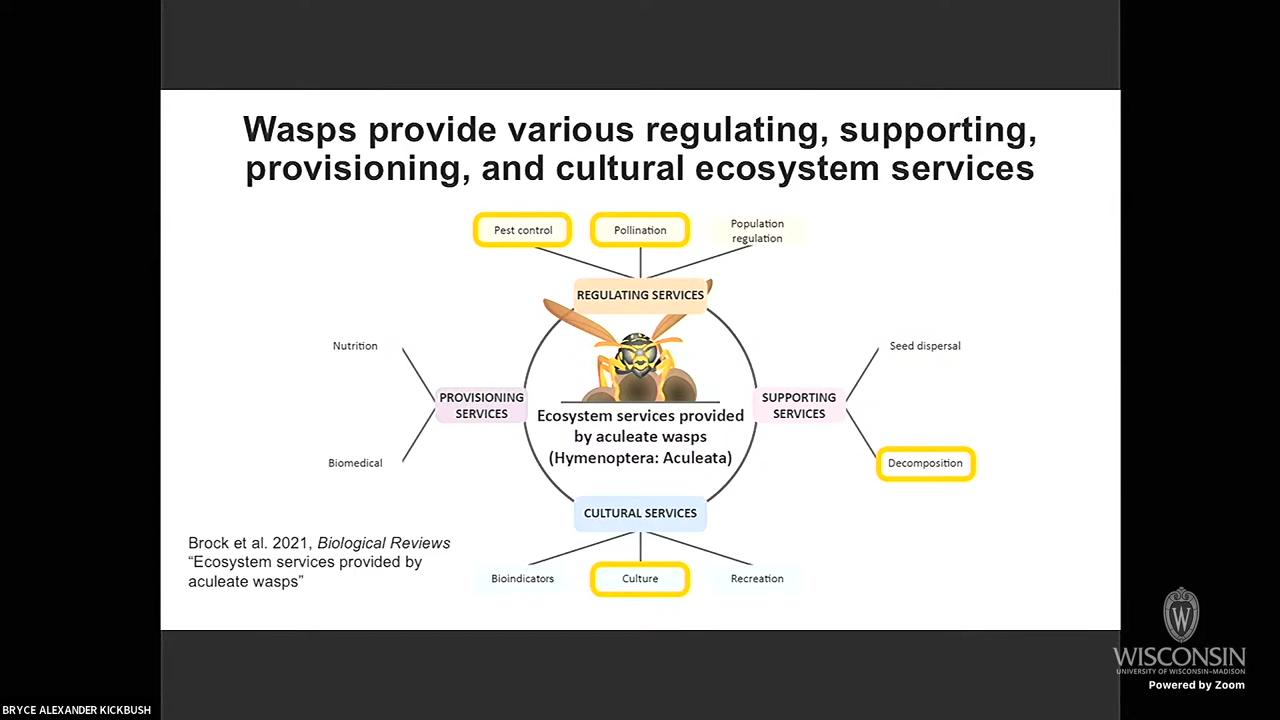 Wasps provide various regulating, supporting,
provisioning, and cultural ecosystem services
Pest control
Pollination
Population
regulation
REGULATING SERVICES
Nutrition
Seed dispersal
PROVISIONING
SERVICES
SUPPORTING
SERVICES
Ecosystem services provided
by aculeate wasps
(Hymenoptera: Aculeata)
Biomedical
Decomposition
CULTURAL SERVICES
Brock et al. 2021, Biological Reviews
“Ecosystem services provided by
aculeate wasps”
Bioindicators
Culture
Recreation
W
WISCONSIN
UNIVERSITY OF WISCONSIN–MADISON
Powered by Zoom
BRYCE ALEXANDER KICKBUSH